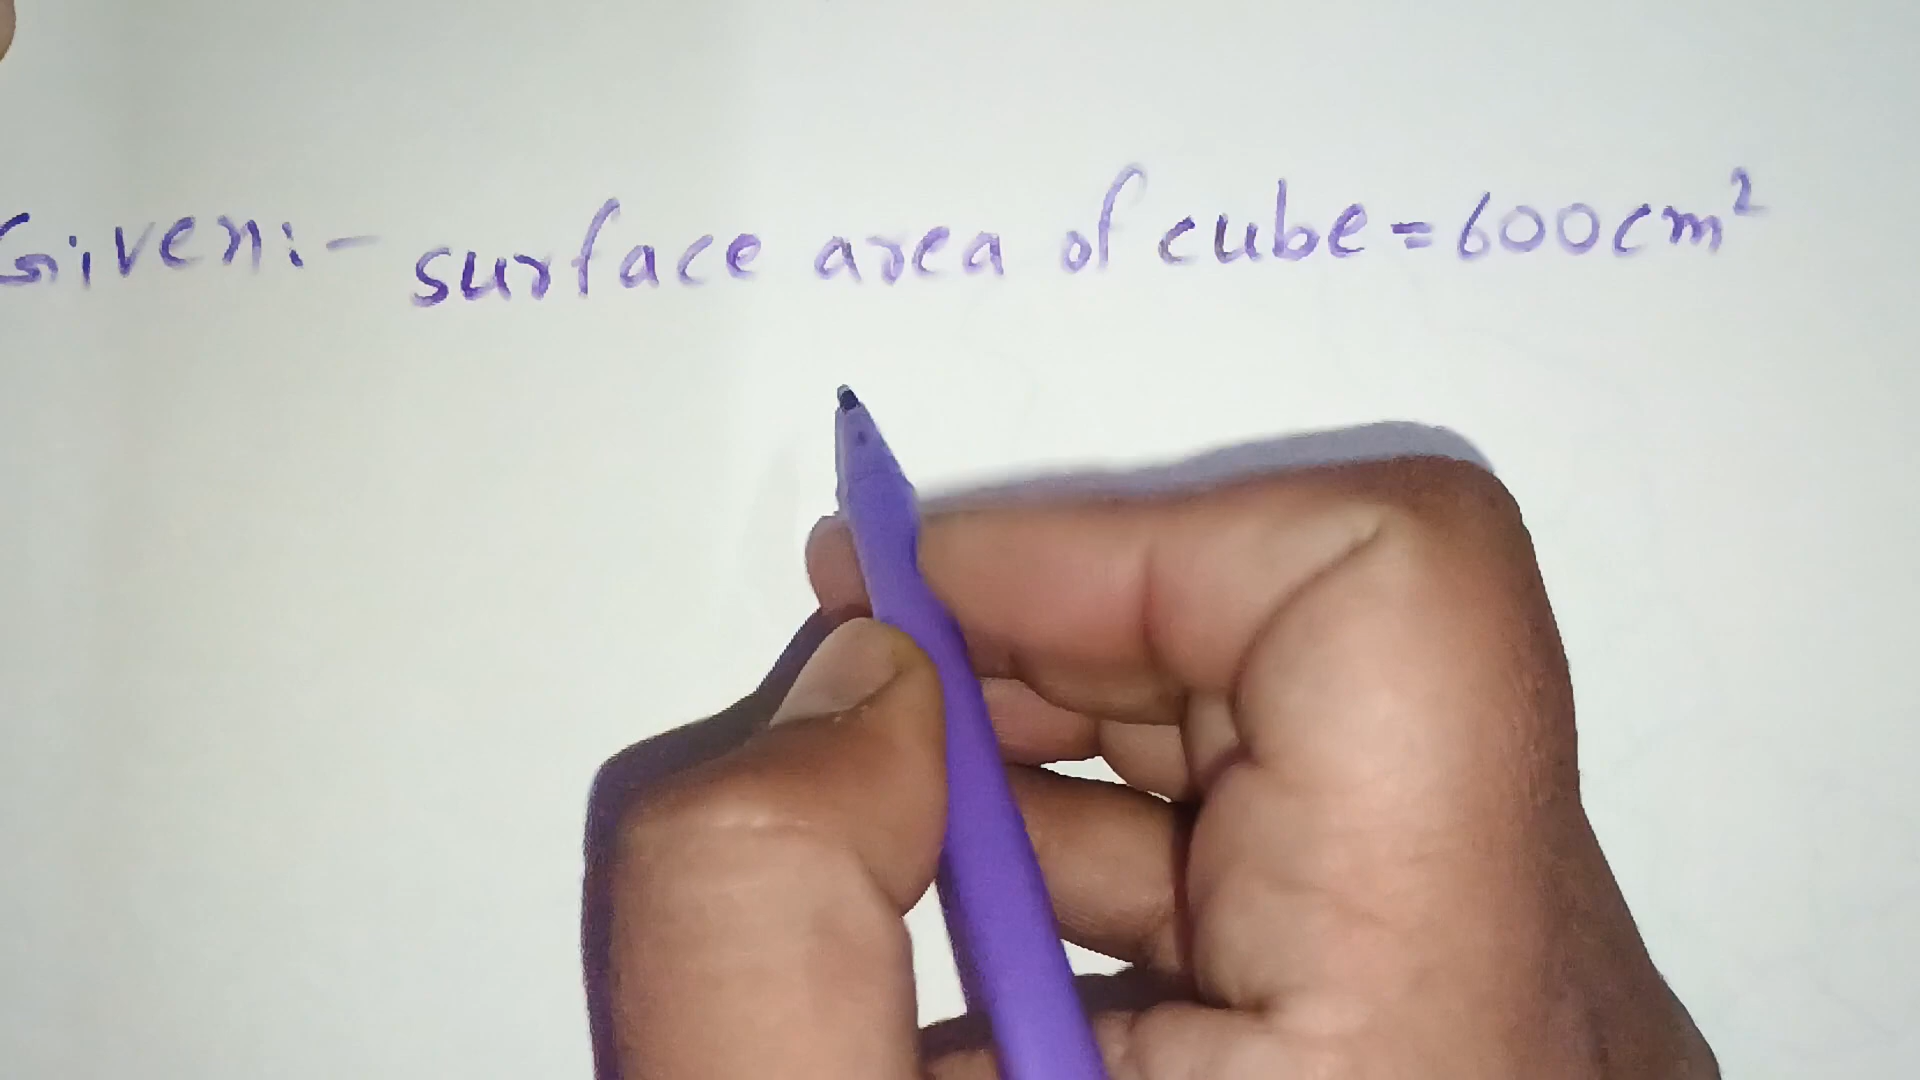 Given:- surface area of cube = 600cm²